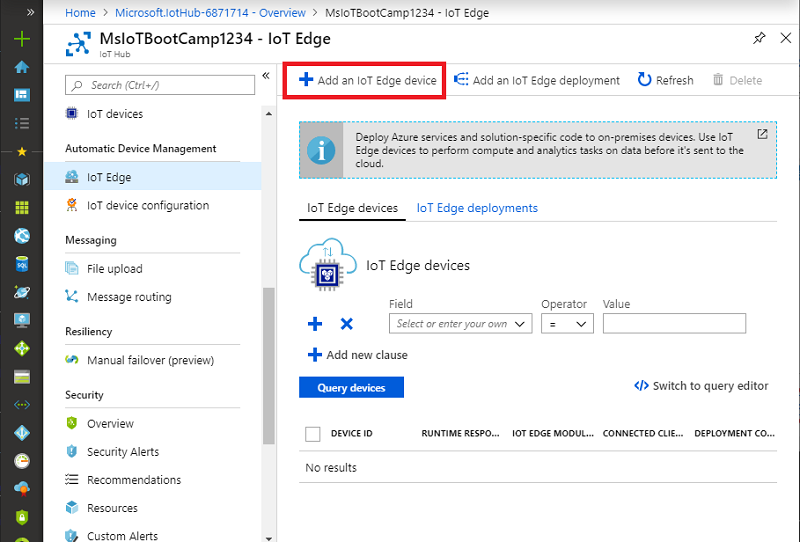 Home > Microsoft.IotHub-6871714 - Overview > MsIoTBootCamp1234 - IoT Edge
MsIoTBootCamp1234 - IoT Edge
IoT Hub
Search (Ctrl+/)
IoT devices
Automatic Device Management
IoT Edge
IoT device configuration
Messaging
File upload
Message routing
Resiliency
Manual failover (preview)
Security
Overview
Security Alerts
Recommendations
Resources
Custom Alerts
Add an IoT Edge device
Add an IoT Edge deployment
Refresh
Delete
Deploy Azure services and solution-specific code to on-premises devices. Use IoT
Edge devices to perform compute and analytics tasks on data before it's sent to the
cloud.
IoT Edge devices
IoT Edge deployments
IoT Edge devices
Field
Operator
Value
Select or enter your own
=
Add new clause
Query devices
Switch to query editor
DEVICE ID
RUNTIME RESPO...
IOT EDGE MODUL...
CONNECTED CLIE...
DEPLOYMENT CO...
No results